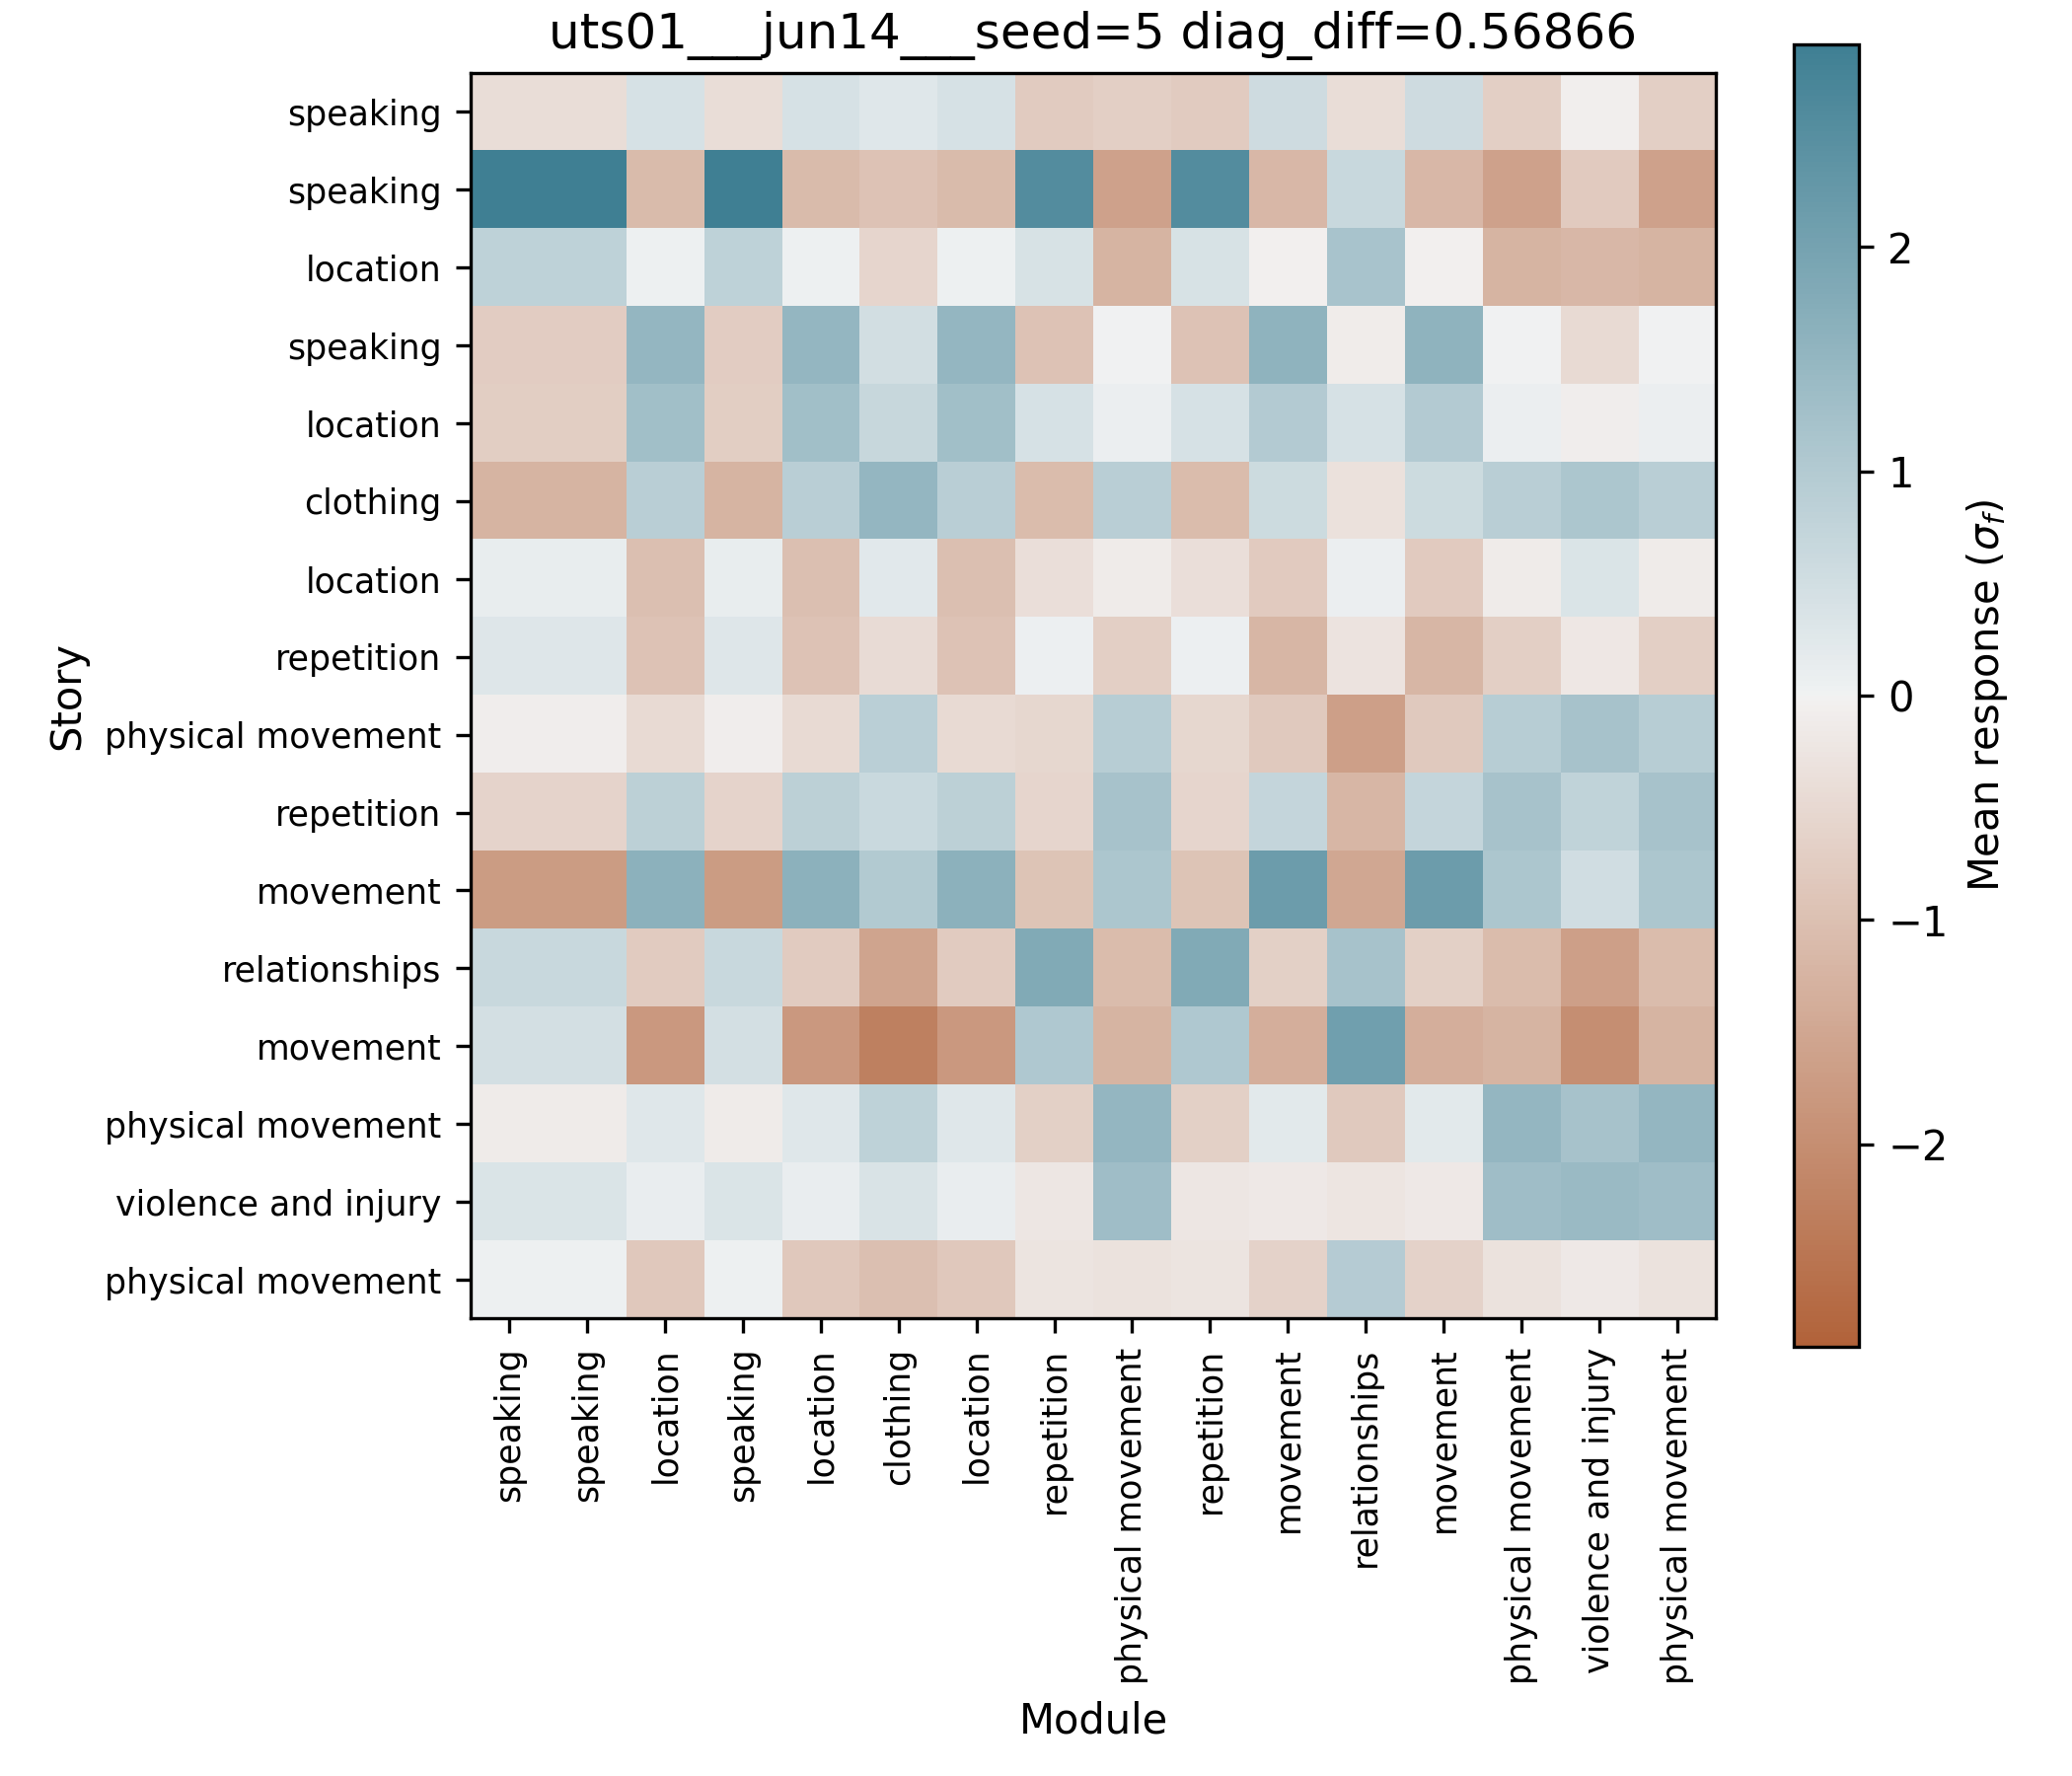 uts01___jun14___seed=5 diag_diff=0.56866
Story
speaking
speaking
location
speaking
location
clothing
location
repetition
physical movement
repetition
movement
relationships
movement
physical movement
violence and injury
physical movement
speaking
speaking
location
speaking
location
clothing
location
repetition
physical movement
repetition
movement
relationships
movement
physical movement
violence and injury
physical movement
Module
2
1
0
−1
−2
Mean response (σf)